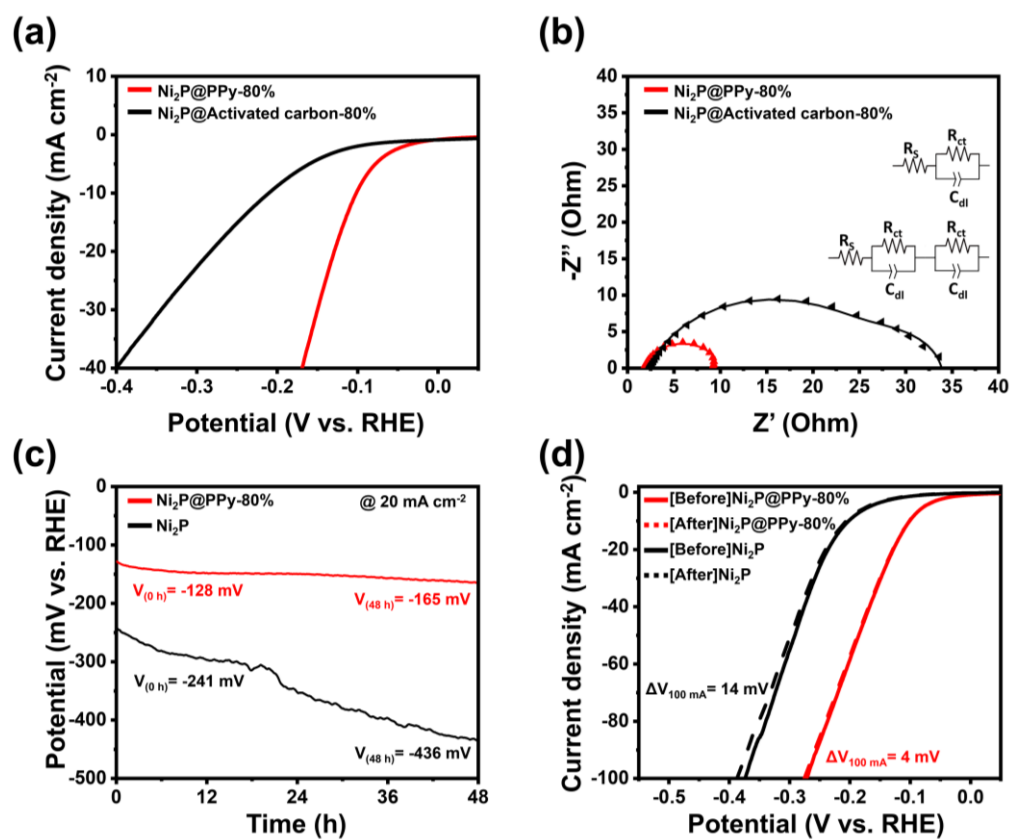 (a)
Current density (mA cm⁻²)
10
0
-10
-20
-30
-40
Ni₂P@PPy-80%
Ni₂P@Activated carbon-80%
-0.4
-0.3
-0.2
-0.1
0.0
Potential (V vs. RHE)
(b)
-Z’’ (Ohm)
40
35
30
25
20
15
10
5
0
Ni₂P@PPy-80%
Ni₂P@Activated carbon-80%
Rct
RS
Cdl
Rct
Rct
RS
Cdl
Cdl
0
5
10
15
20
25
30
35
40
Z’ (Ohm)
(c)
Potential (mV vs. RHE)
0
-100
-200
-300
-400
-500
Ni₂P@PPy-80%
@ 20 mA cm⁻²
Ni₂P
V(0 h)= -128 mV
V(48 h)= -165 mV
V(0 h)= -241 mV
V(48 h)= -436 mV
0
12
24
36
48
Time (h)
(d)
Current density (mA cm⁻²)
0
-20
-40
-60
-80
-100
[Before]Ni₂P@PPy-80%
[After]Ni₂P@PPy-80%
[Before]Ni₂P
[After]Ni₂P
ΔV100 mA= 14 mV
ΔV100 mA= 4 mV
-0.5
-0.4
-0.3
-0.2
-0.1
0.0
Potential (V vs. RHE)